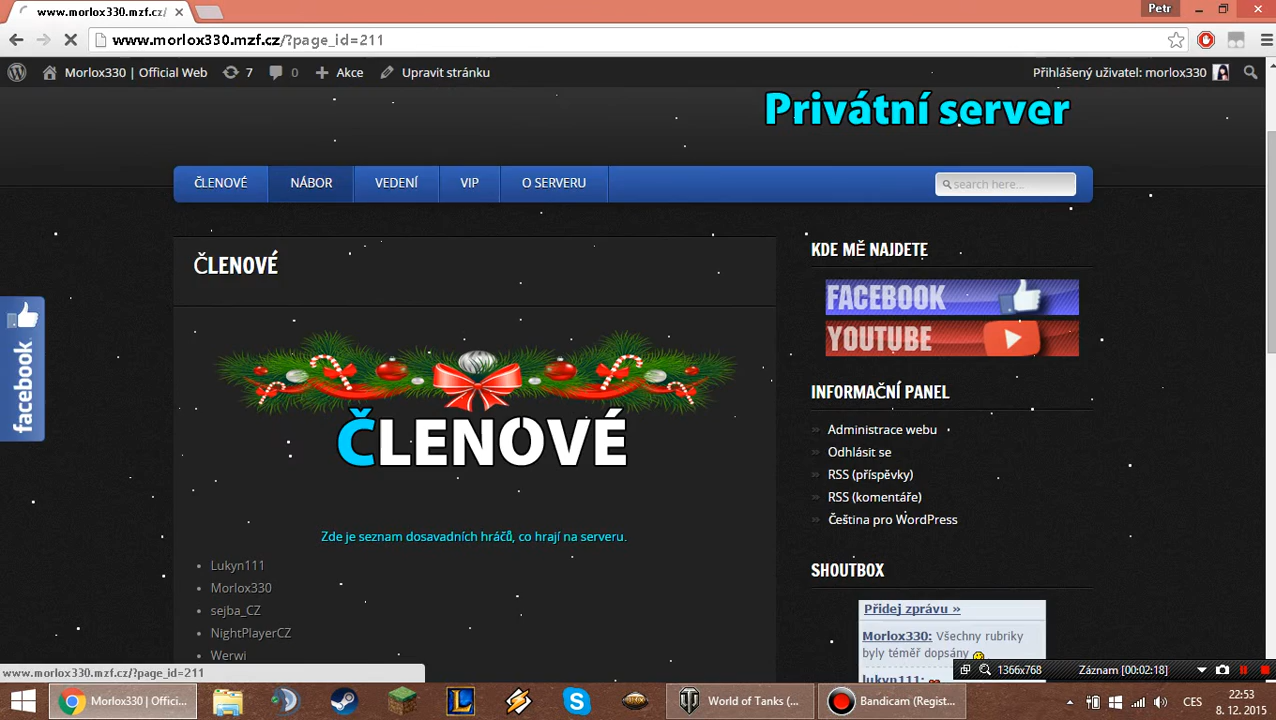 www.morlox330.mzf.cz/
Petr
www.morlox330.mzf.cz/?page_id=211
Morlox330 | Official Web
7
0
Akce
Upravit stránku
Přihlášený uživatel: morlox330
Privátní server
ČLENOVÉ
NÁBOR
VEDENÍ
VIP
O SERVERU
search here...
ČLENOVÉ
KDE MĚ NAJDETE
FACEBOOK
YOUTUBE
facebook
INFORMAČNÍ PANEL
ČLENOVÉ
Administrace webu
Odhlásit se
RSS (příspěvky)
RSS (komentáře)
Čeština pro WordPress
Zde je seznam dosavadních hráčů, co hrají na serveru.
Lukyn111
Morlox330
sejba_CZ
NightPlayerCZ
Werwi
SHOUTBOX
Přidej zprávu »
Morlox330: Všechny rubriky
byly téměř dopsány
lukyn111:
www.morlox330.mzf.cz/?page_id=211
1366x768
Záznam [00:02:18]
Morlox330 | Offici...
World of Tanks (...
Bandicam (Regist...
CES
22:53
8. 12. 2015